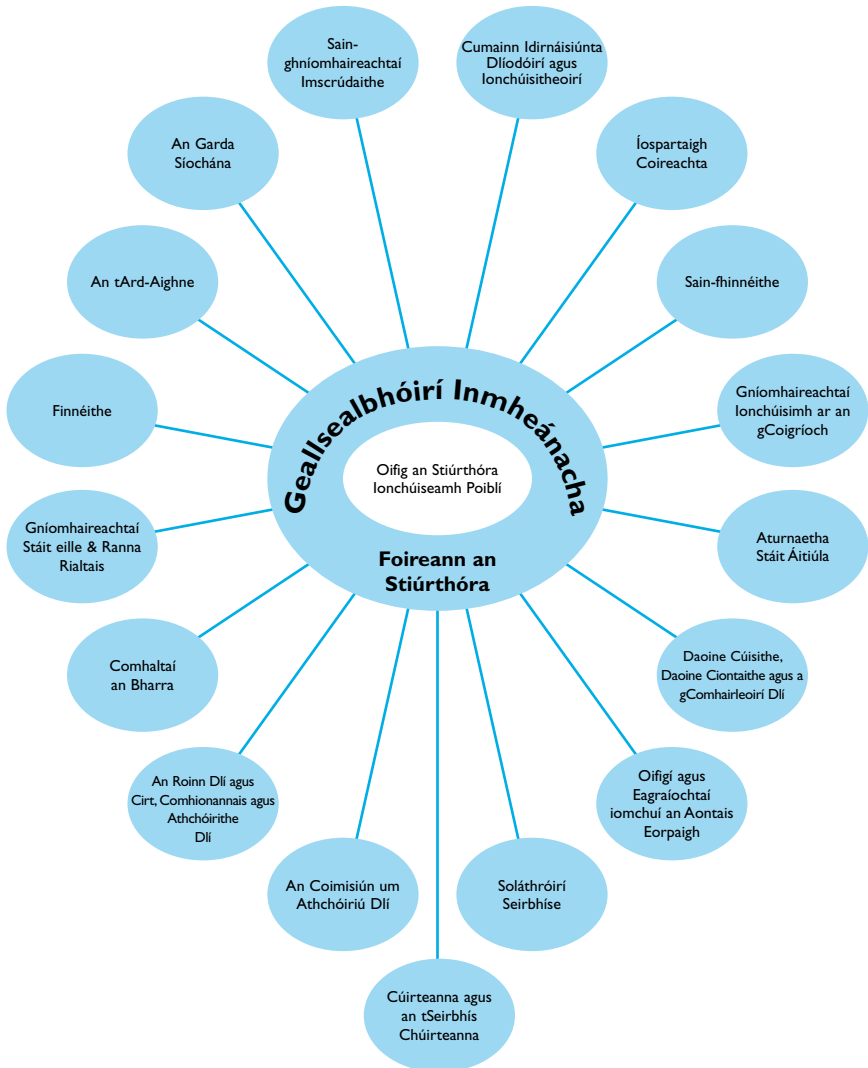 Sain-
ghníomhaireachtaí
Imscrúdaithe
Cumainn Idirnáisiúnta
Dlíodóirí agus
Ionchúisitheoirí
An Garda
Síochána
Íospartaigh
Coireachta
An tArd-Aighne
Sain-fhinnéithe
Finnéithe
Gníomhaireachtaí
Ionchúisimh ar an
gCoigríoch
Geallsealbhóirí Inmheánacha
Oifig an Stiúrthóra
Ionchúiseamh Poiblí
Foireann an
Stiúrthóra
Gníomhaireachtaí
Stáit eille & Ranna
Rialtais
Aturnaetha
Stáit Áitiúla
Comhaltaí
an Bharra
Daoine Cúisithe,
Daoine Ciontaithe agus a
gComhairleoirí Dlí
An Roinn Dlí agus
Cirt, Comhionannais agus
Athchóirithe
Dlí
Oifigí agus
Eagraíochtaí
iomchuí an Aontais
Eorpaigh
An Coimisiún um
Athchóiriú Dlí
Soláthróirí
Seirbhíse
Cúirteanna agus
an tSeirbhís
Chúirteanna